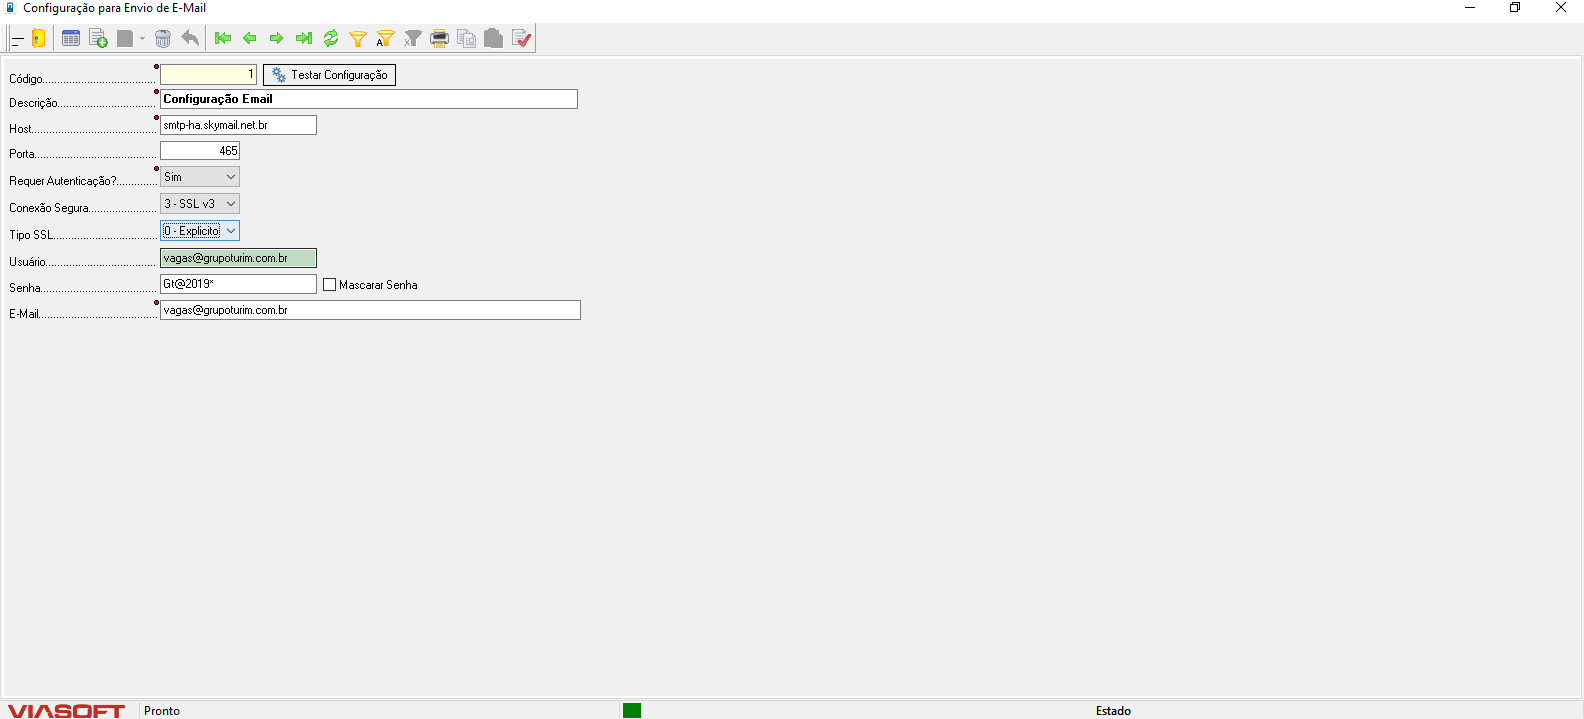 Configuração para Envio de E-Mail
Código 1 Testar Configuração
Descrição Configuração Email
Host smtp-ha.skymail.net.br
Porta 465
Requer Autenticação? Sim
Conexão Segura 3 - SSL v3
Tipo SSL 0 - Explicito
Usuário vagas@grupoturim.com.br
Senha Gt@2019* Mascarar Senha
E-Mail vagas@grupoturim.com.br
VIASOFT Pronto Estado